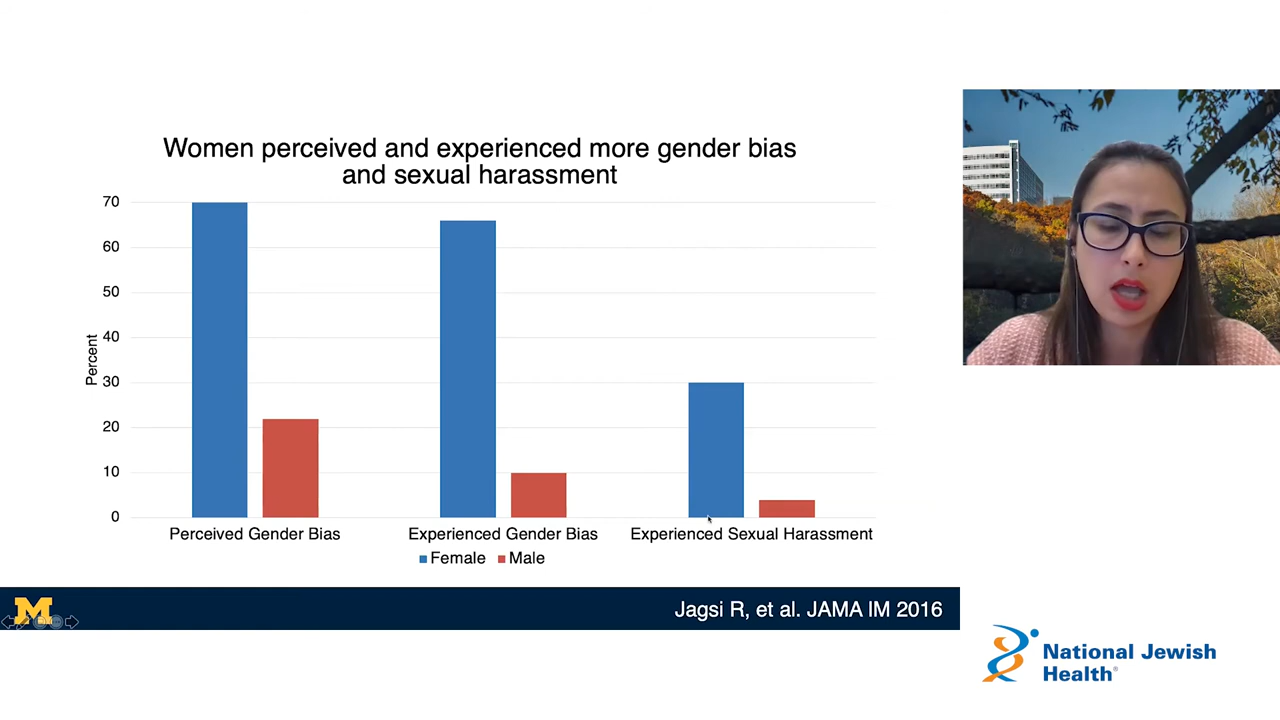 Women perceived and experienced more gender bias
and sexual harassment
70
60
50
40
30
20
10
0
Percent
Perceived Gender Bias
Experienced Gender Bias
Experienced Sexual Harassment
Female
Male
M
Jagsi R, et al. JAMA IM 2016
National Jewish
Health®